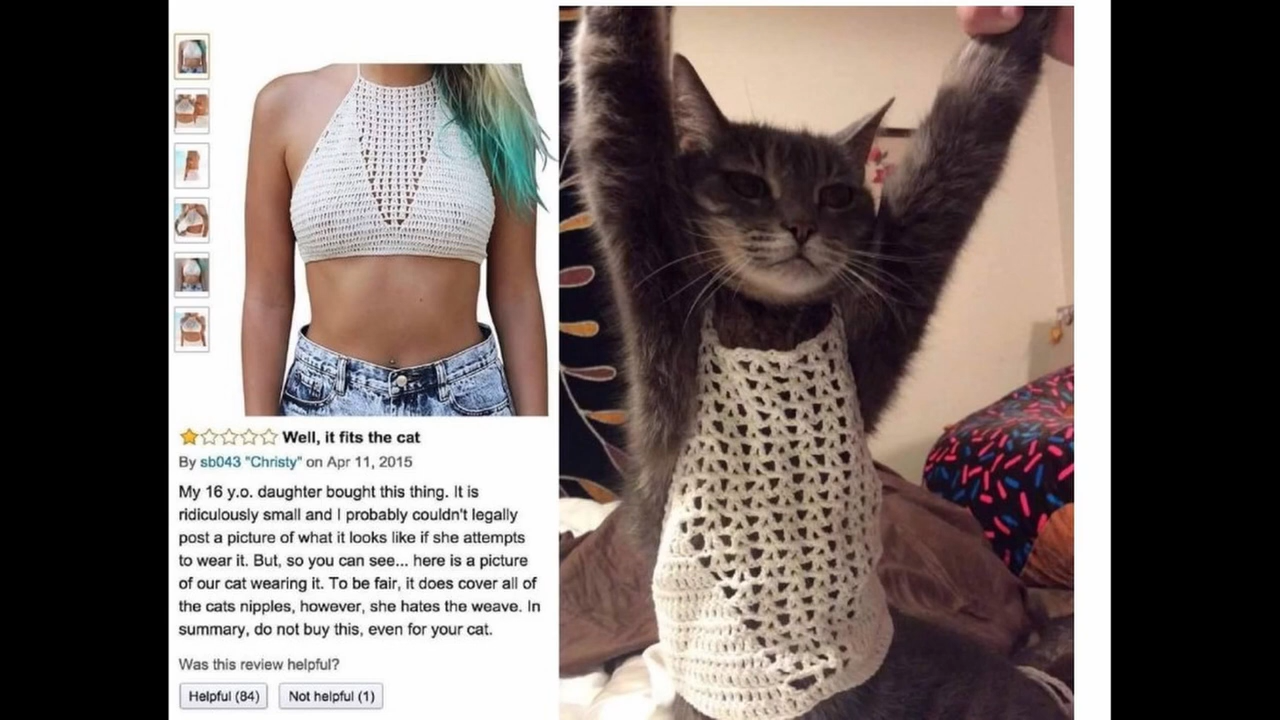 Well, it fits the cat
By sb043 "Christy" on Apr 11, 2015
My 16 y.o. daughter bought this thing. It is
ridiculously small and I probably couldn't legally
post a picture of what it looks like if she attempts
to wear it. But, so you can see... here is a picture
of our cat wearing it. To be fair, it does cover all of
the cats nipples, however, she hates the weave. In
summary, do not buy this, even for your cat.
Was this review helpful?
Helpful (84) Not helpful (1)